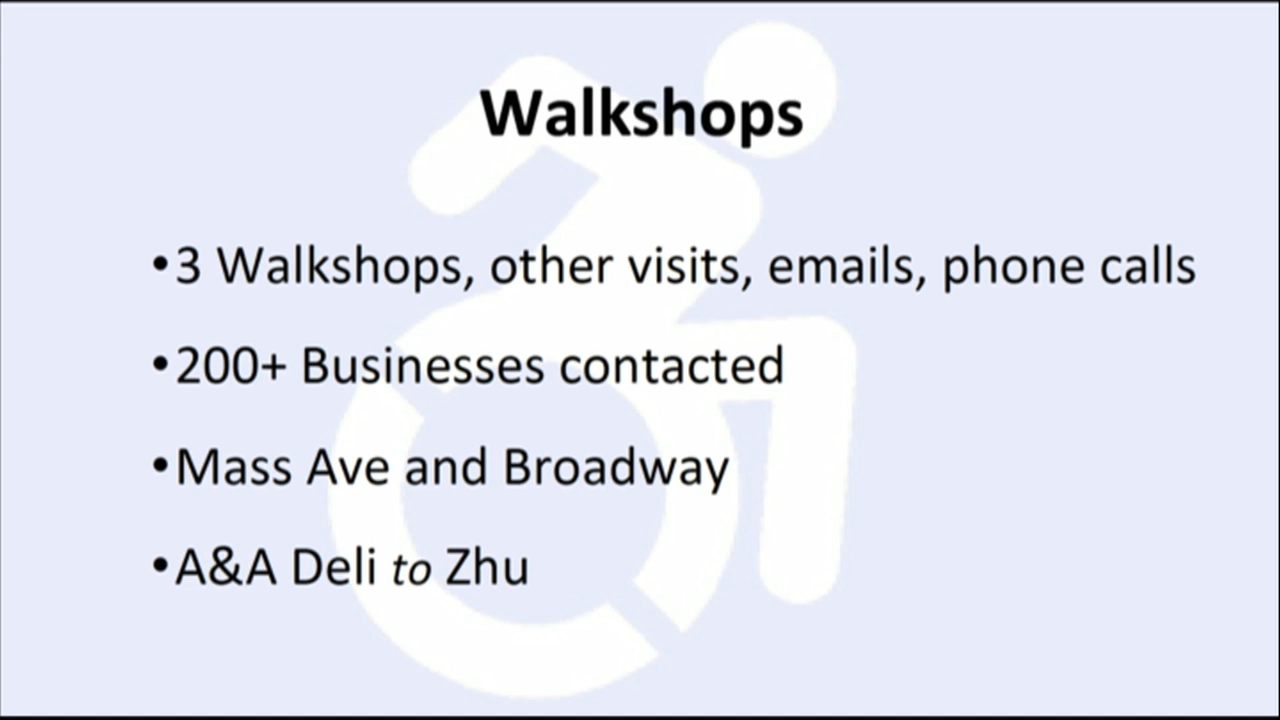 Walkshops
•3 Walkshops, other visits, emails, phone calls
•200+ Businesses contacted
•Mass Ave and Broadway
•A&A Deli to Zhu